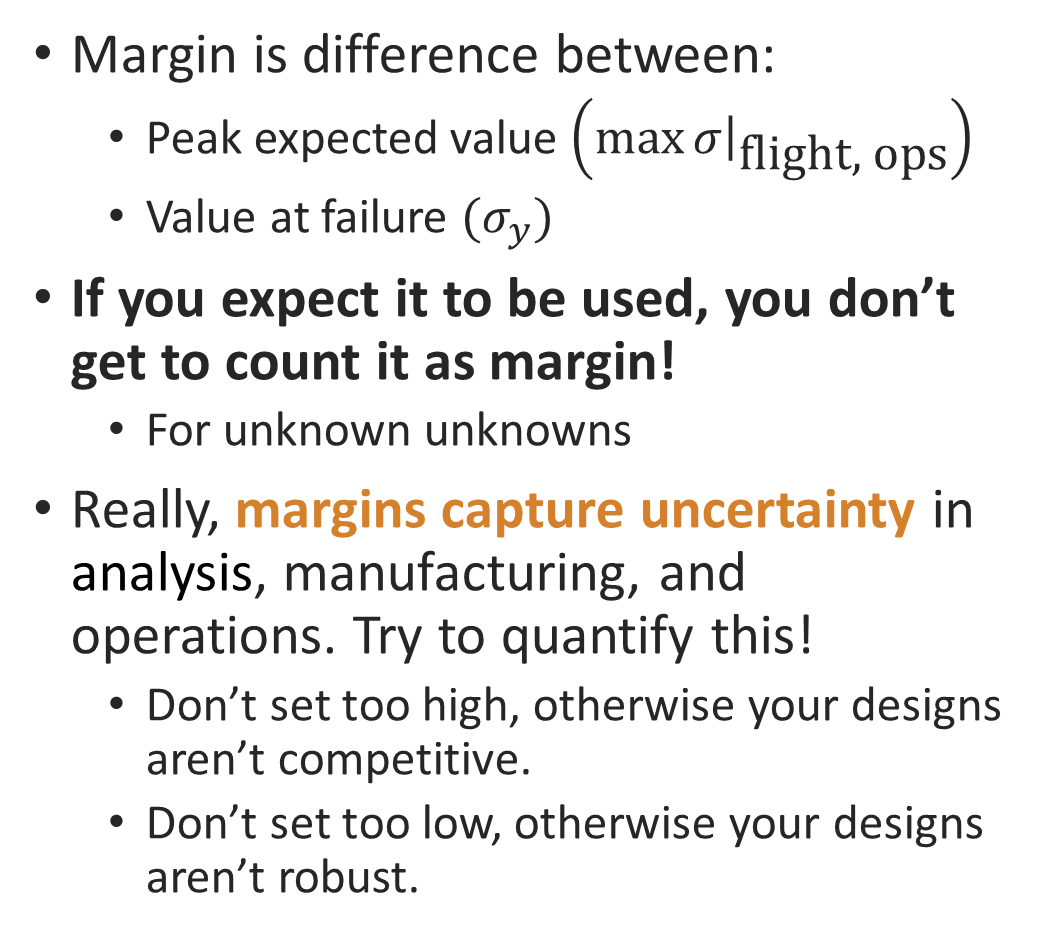 • Margin is difference between:
• Peak expected value (max σ|flight, ops)
• Value at failure (σy)
• If you expect it to be used, you don’t
get to count it as margin!
• For unknown unknowns
• Really, margins capture uncertainty in
analysis, manufacturing, and
operations. Try to quantify this!
• Don’t set too high, otherwise your designs
aren’t competitive.
• Don’t set too low, otherwise your designs
aren’t robust.